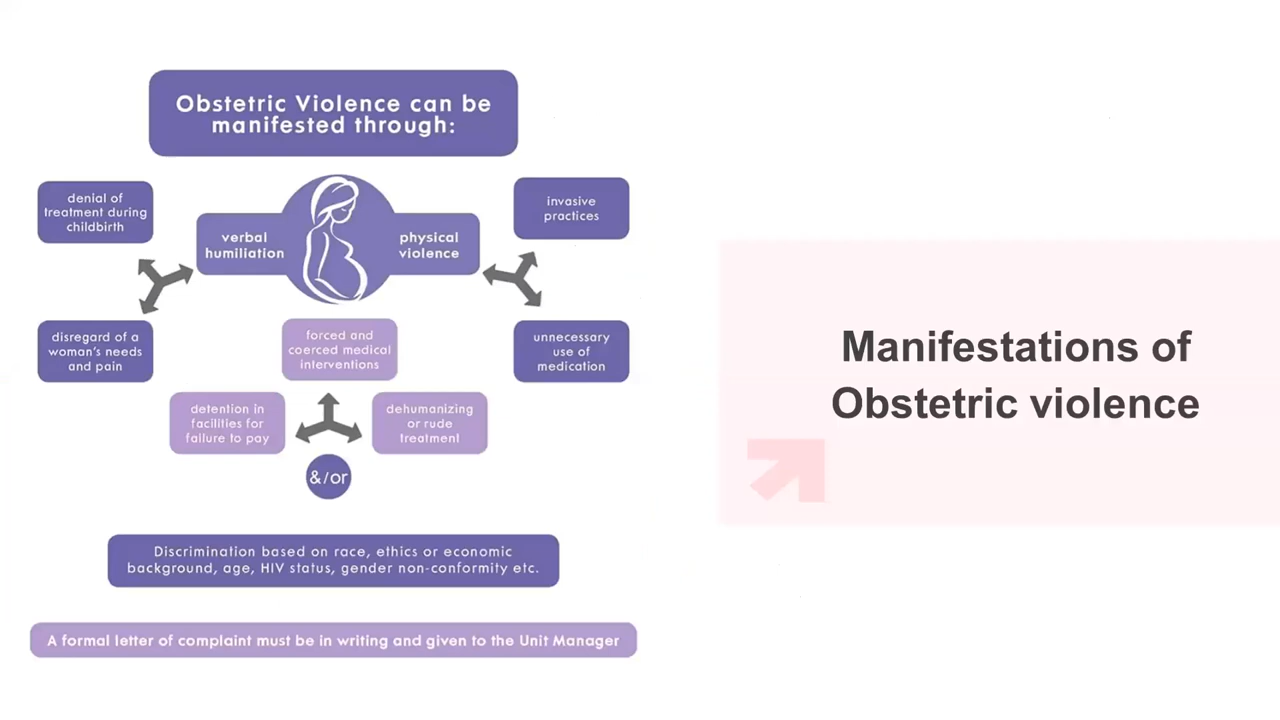 Obstetric Violence can be
manifested through:
denial of
treatment during
childbirth
verbal
humiliation
physical
violence
invasive
practices
disregard of a
woman's needs
and pain
forced and
coerced medical
interventions
unnecessary
use of
medication
detention in
facilities for
failure to pay
dehumanizing
or rude
treatment
&/or
Discrimination based on race, ethics or economic
background, age, HIV status, gender non-conformity etc.
A formal letter of complaint must be in writing and given to the Unit Manager
Manifestations of
Obstetric violence